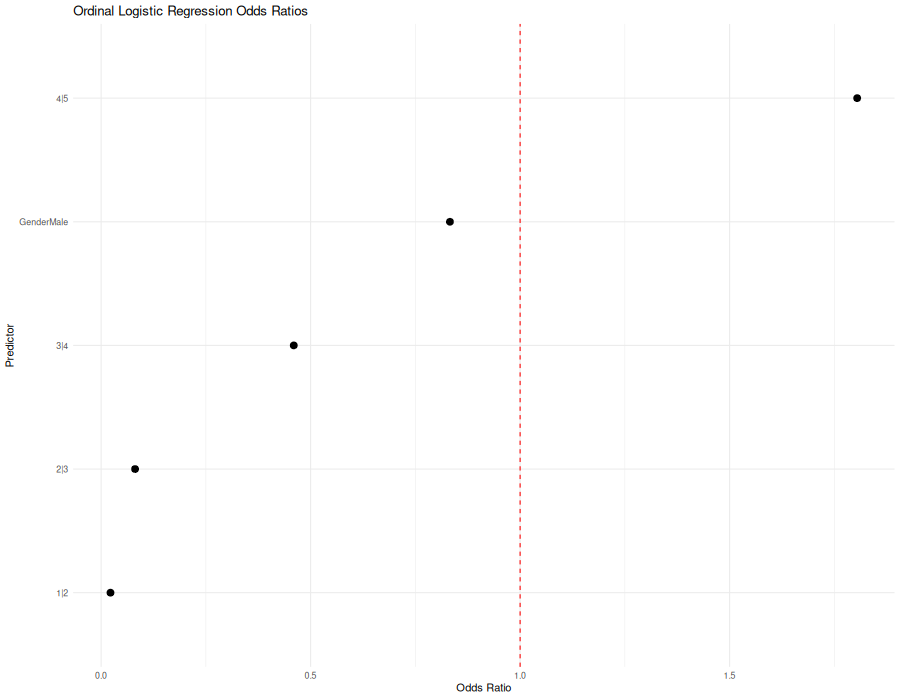 Ordinal Logistic Regression Odds Ratios
4|5
GenderMale
3|4
2|3
1|2
Predictor
0.0 0.5 1.0 1.5
Odds Ratio